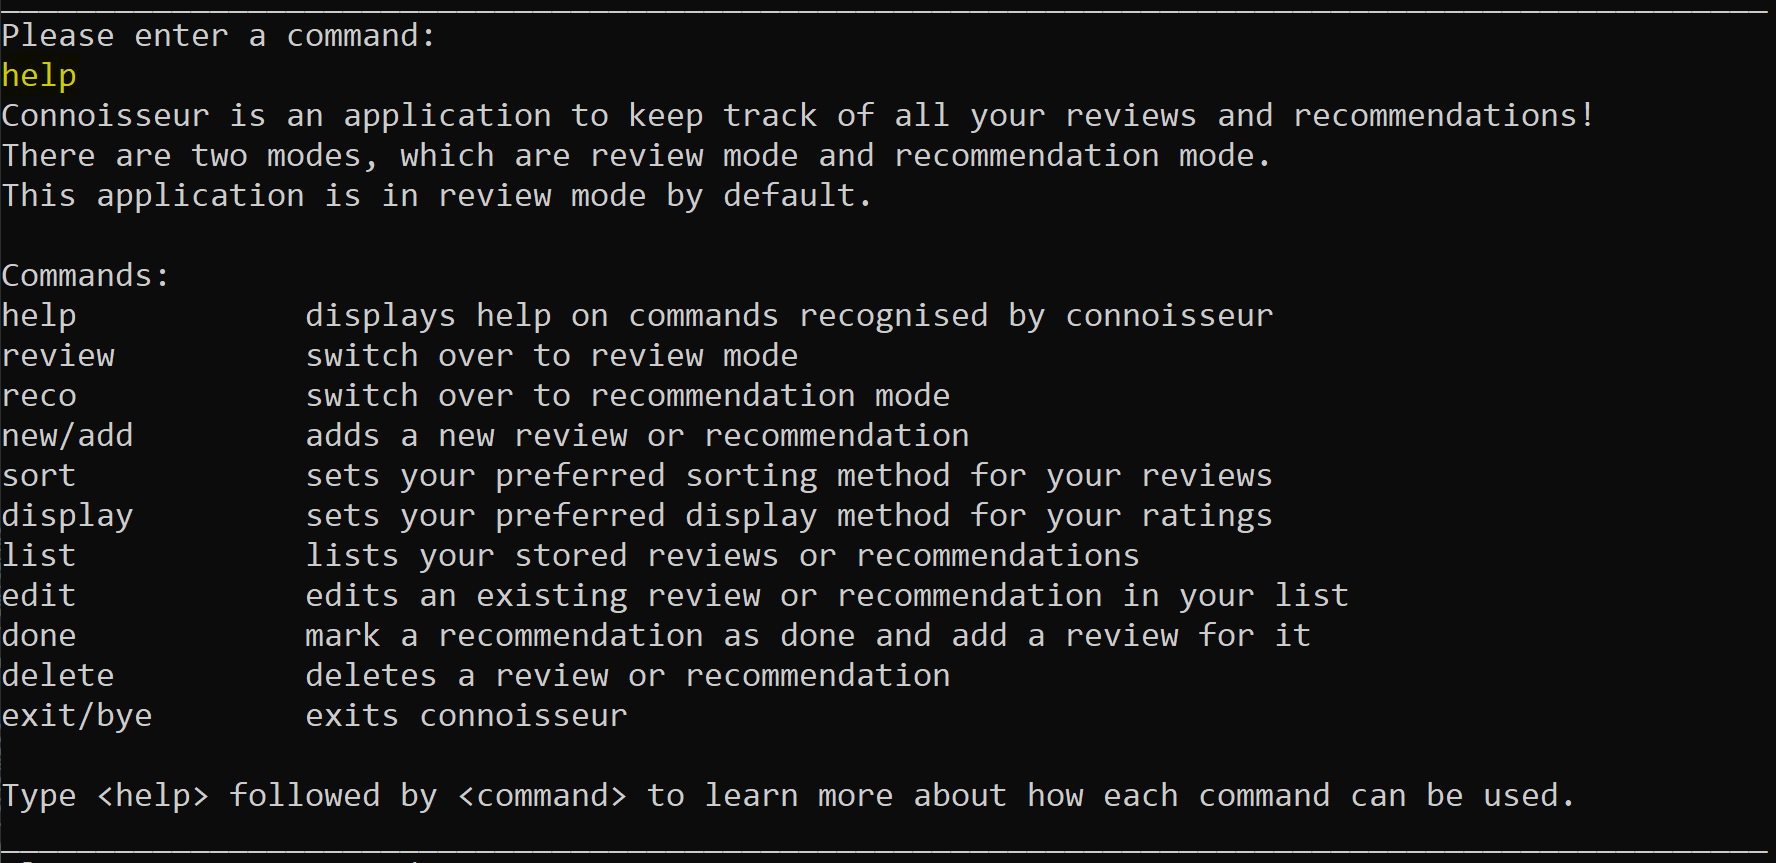 Please enter a command:
help
Connoisseur is an application to keep track of all your reviews and recommendations!
There are two modes, which are review mode and recommendation mode.
This application is in review mode by default.
Commands:
help displays help on commands recognised by connoisseur
review switch over to review mode
reco switch over to recommendation mode
new/add adds a new review or recommendation
sort sets your preferred sorting method for your reviews
display sets your preferred display method for your ratings
list lists your stored reviews or recommendations
edit edits an existing review or recommendation in your list
done mark a recommendation as done and add a review for it
delete deletes a review or recommendation
exit/bye exits connoisseur
Type <help> followed by <command> to learn more about how each command can be used.